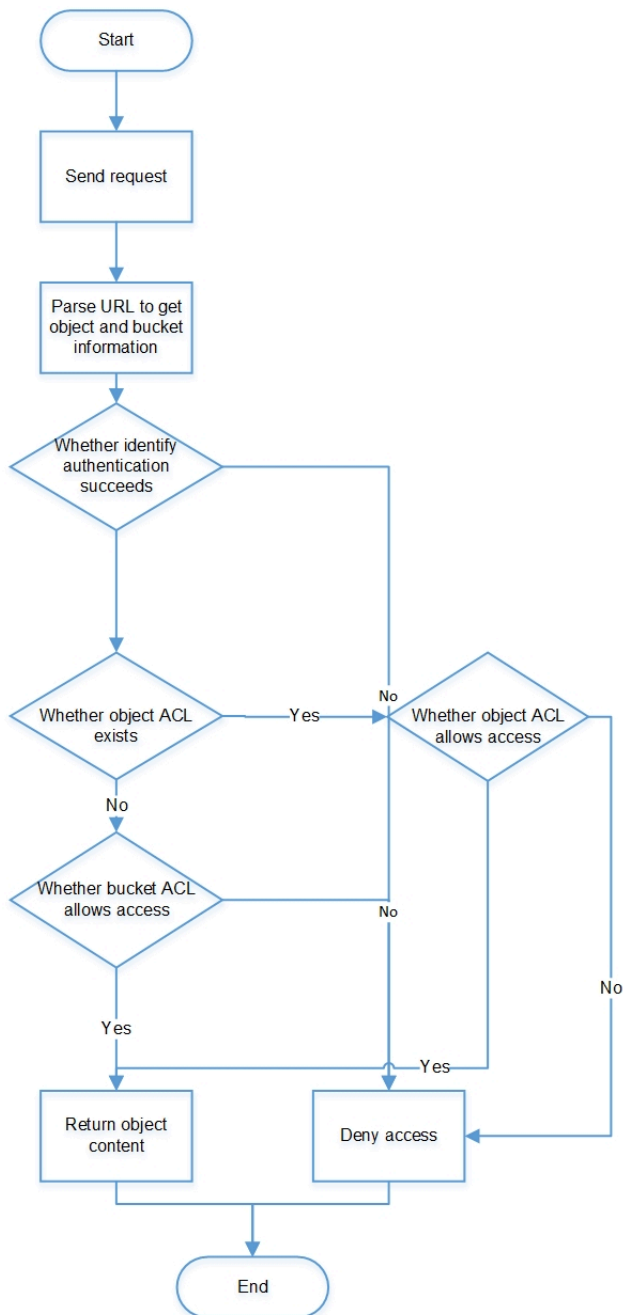 Start
Send request
Parse URL to get
object and bucket
information
Whether identify
authentication
succeeds
No
Whether object ACL
exists
Yes
Whether object ACL
allows access
No
Whether bucket ACL
allows access
No
No
Yes
Yes
Return object
content
Deny access
End